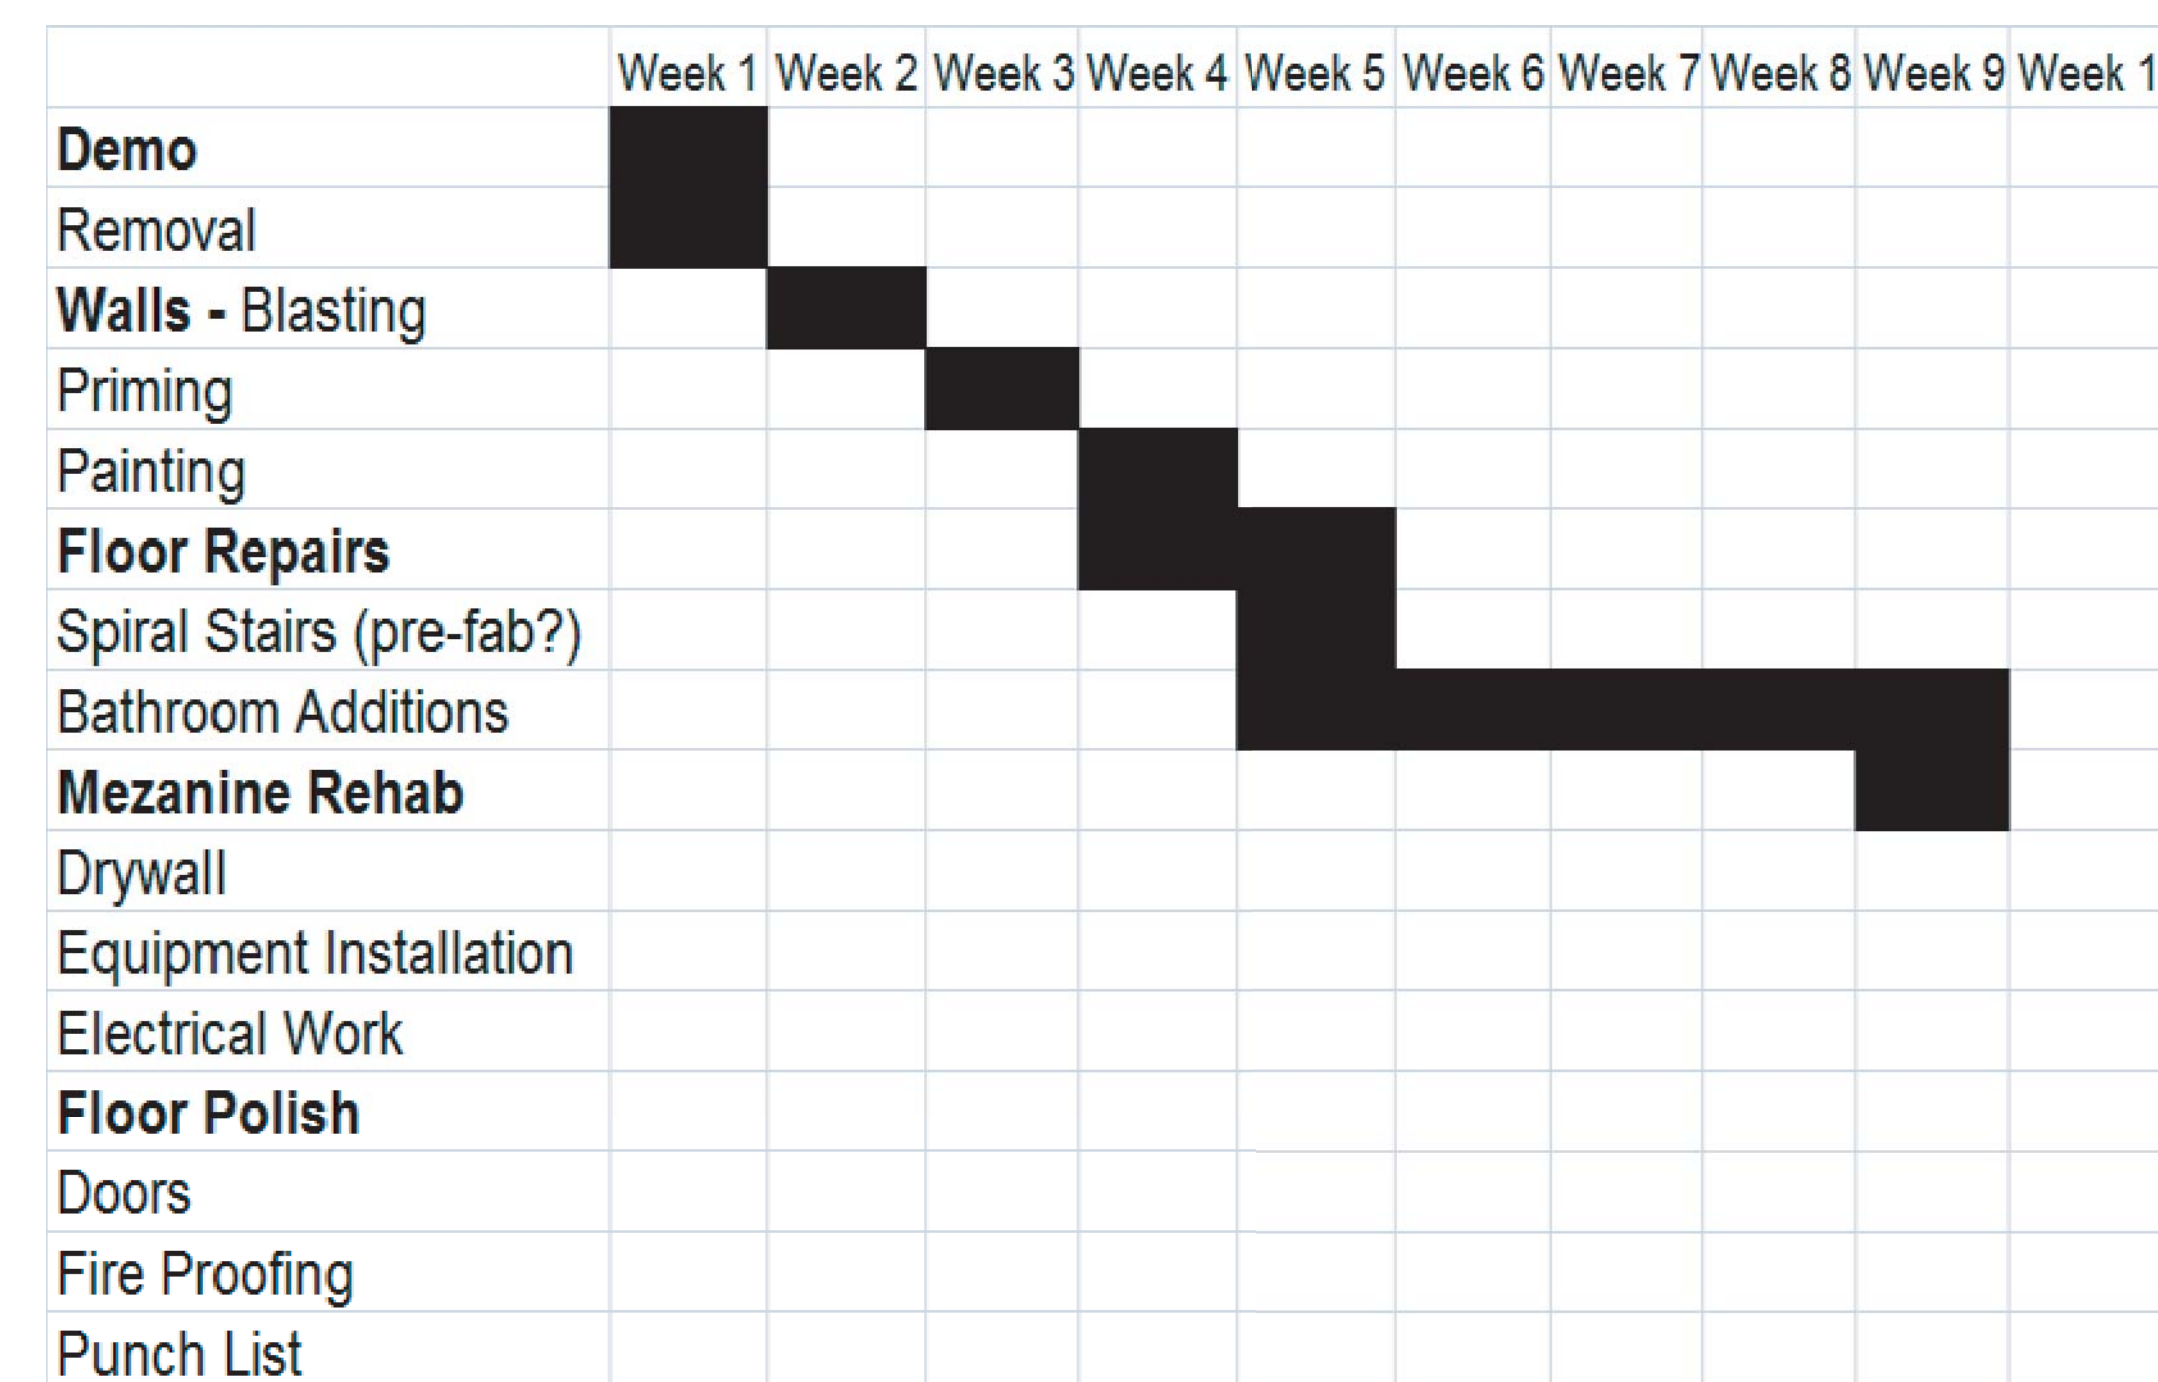 Week 1 Week 2 Week 3 Week 4 Week 5 Week 6 Week 7 Week 8 Week 9 Week 1
Demo
Removal
Walls - Blasting
Priming
Painting
Floor Repairs
Spiral Stairs (pre-fab?)
Bathroom Additions
Mezanine Rehab
Drywall
Equipment Installation
Electrical Work
Floor Polish
Doors
Fire Proofing
Punch List